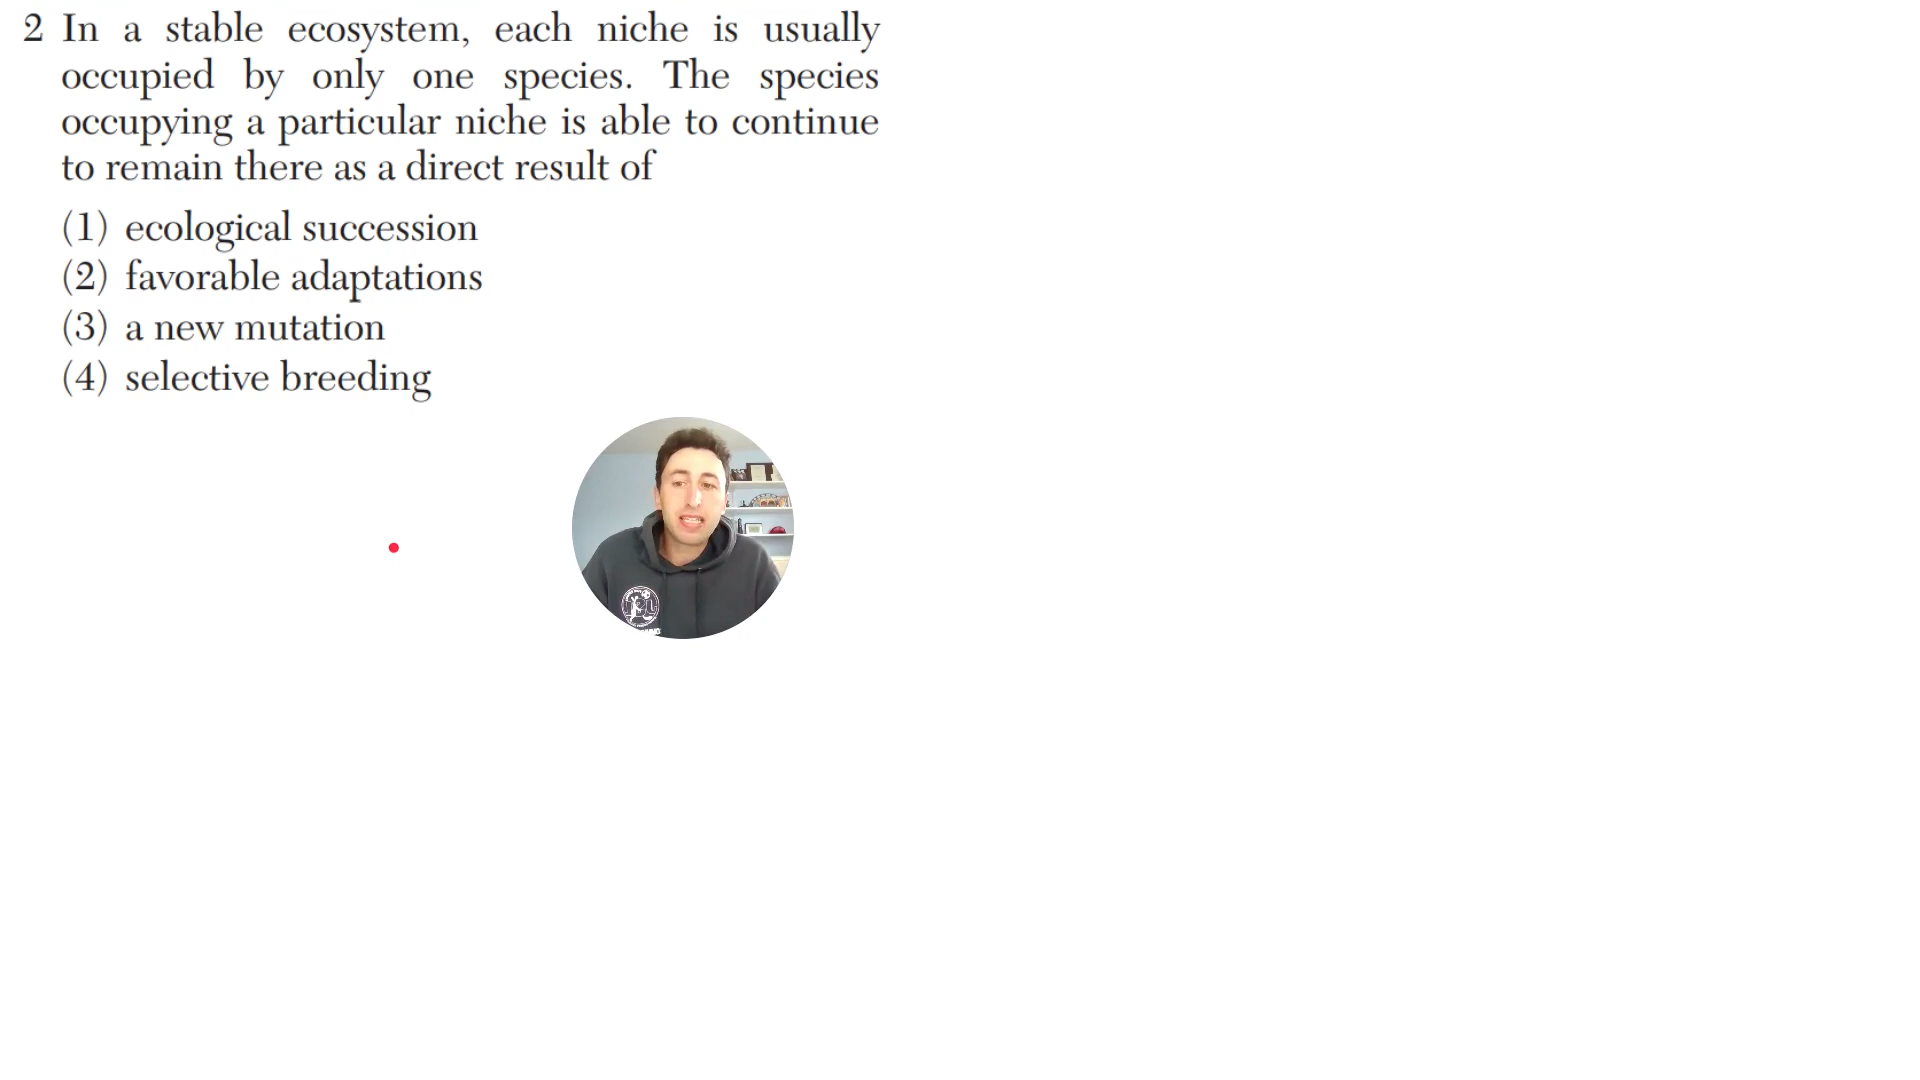 2 In a stable ecosystem, each niche is usually
occupied by only one species. The species
occupying a particular niche is able to continue
to remain there as a direct result of
(1) ecological succession
(2) favorable adaptations
(3) a new mutation
(4) selective breeding